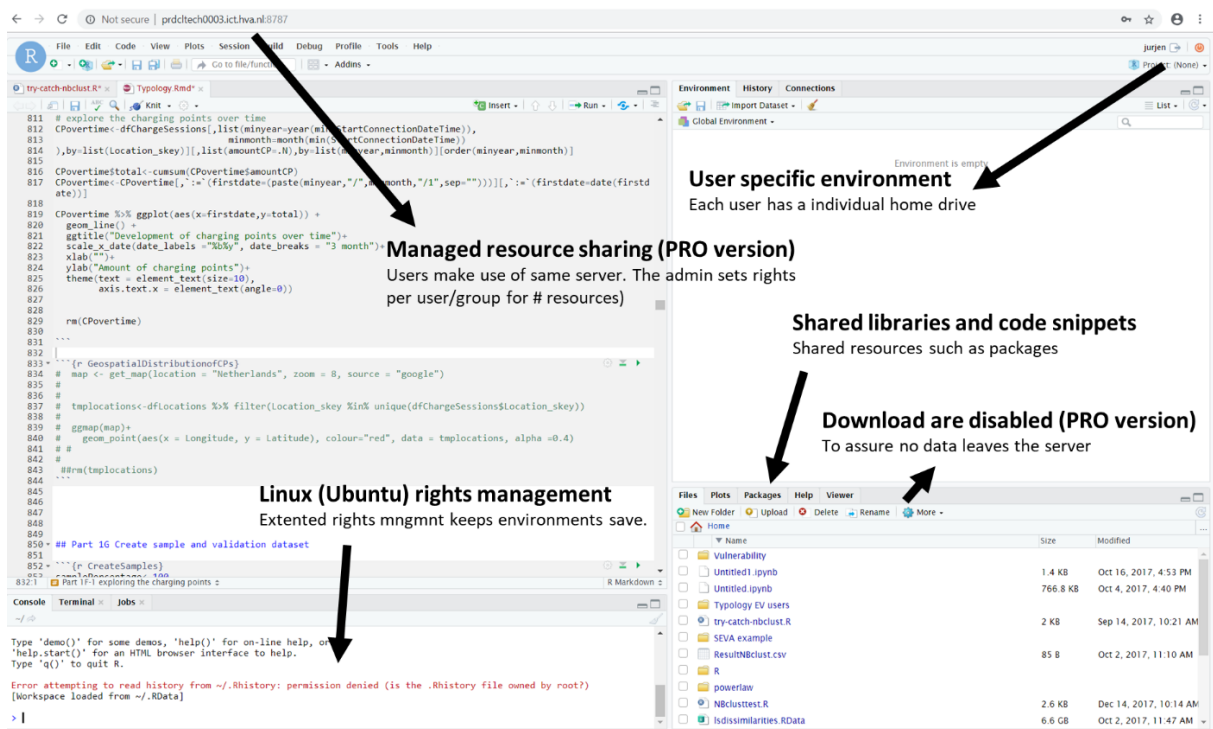 Not secure | prdcltech0003.ict.hva.nl:8787
File Edit Code View Plots Session Build Debug Profile Tools Help
jurjen
R
Go to file/function
Addins
Project: (None)
try-catch-nbclust.R* × Typology.Rmd* ×
Knit
Insert
Run
811 # explore the charging points over time
812 CPovertime<-dfChargeSessions[,list(minyear=year(min(StartConnectionDateTime)),
813 minmonth=month(min(StartConnectionDateTime))
814 ),by=list(Location_skey)][,list(amountCP=.N),by=list(minyear,minmonth)][order(minyear,minmonth)]
815
816 CPovertime$total<-cumsum(CPovertime$amountCP)
817 CPovertime<-CPovertime[,`:=`(firstdate=(paste(minyear,"/",minmonth,"/1",sep="")))][,`:=`(firstdate=date(firstd
ate))]
818
819 CPovertime %>% ggplot(aes(x=firstdate,y=total)) +
820 geom_line() +
821 ggtitle("Development of charging points over time")+
822 scale_x_date(date_labels ="%b%y", date_breaks = "3 month")+
823 xlab("")+
824 ylab("Amount of charging points")+
825 theme(text = element_text(size=10),
826 axis.text.x = element_text(angle=0))
827
828
829 rm(CPovertime)
830
831 ```
832
833 ```{r GeospatialDistributionofCPs}
834 # map <- get_map(location = "Netherlands", zoom = 8, source = "google")
835 #
836 #
837 # tmplocations<-dfLocations %>% filter(Location_skey %in% unique(dfChargeSessions$Location_skey))
838 #
839 # ggmap(map)+
840 # geom_point(aes(x = Longitude, y = Latitude), colour="red", data = tmplocations, alpha =0.4)
841 # #
842 #
843 ##rm(tmplocations)
844 ```
845
846
847
848
849
850 ## Part 1G Create sample and validation dataset
851
852 ```{r CreateSamples}
832:1 Part 1F-1 exploring the charging points R Markdown
Managed resource sharing (PRO version)
Users make use of same server. The admin sets rights
per user/group for # resources)
Linux (Ubuntu) rights management
Extented rights mngmnt keeps environments save.
Console Terminal × Jobs ×
~/
Type 'demo()' for some demos, 'help()' for on-line help, or
'help.start()' for an HTML browser interface to help.
Type 'q()' to quit R.
Error attempting to read history from ~/.Rhistory: permission denied (is the .Rhistory file owned by root?)
[Workspace loaded from ~/.RData]
>
Environment History Connections
Import Dataset
List
Global Environment
Environment is empty
User specific environment
Each user has a individual home drive
Shared libraries and code snippets
Shared resources such as packages
Download are disabled (PRO version)
To assure no data leaves the server
Files Plots Packages Help Viewer
New Folder Upload Delete Rename More
Home ...
Name Size Modified
Vulnerability
Untitled1.ipynb 1.4 KB Oct 16, 2017, 4:53 PM
Untitled.ipynb 766.8 KB Oct 4, 2017, 4:40 PM
Typology EV users
try-catch-nbclust.R 2 KB Sep 14, 2017, 10:21 AM
SEVA example
ResultNBclust.csv 85 B Oct 2, 2017, 11:10 AM
R
powerlaw
NBclusttest.R 2.6 KB Dec 14, 2017, 10:14 AM
lsdissimilarities.RData 6.6 GB Oct 2, 2017, 11:47 AM